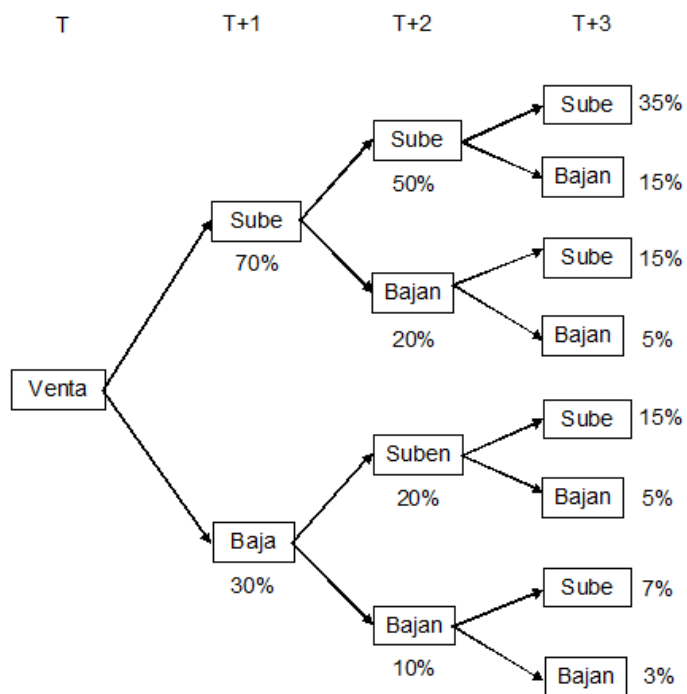 T T+1 T+2 T+3
Sube 35%
Sube
50%
Bajan 15%
Sube
70%
Sube 15%
Bajan
20%
Bajan 5%
Venta
Sube 15%
Suben
20%
Bajan 5%
Baja
30%
Sube 7%
Bajan
10%
Bajan 3%